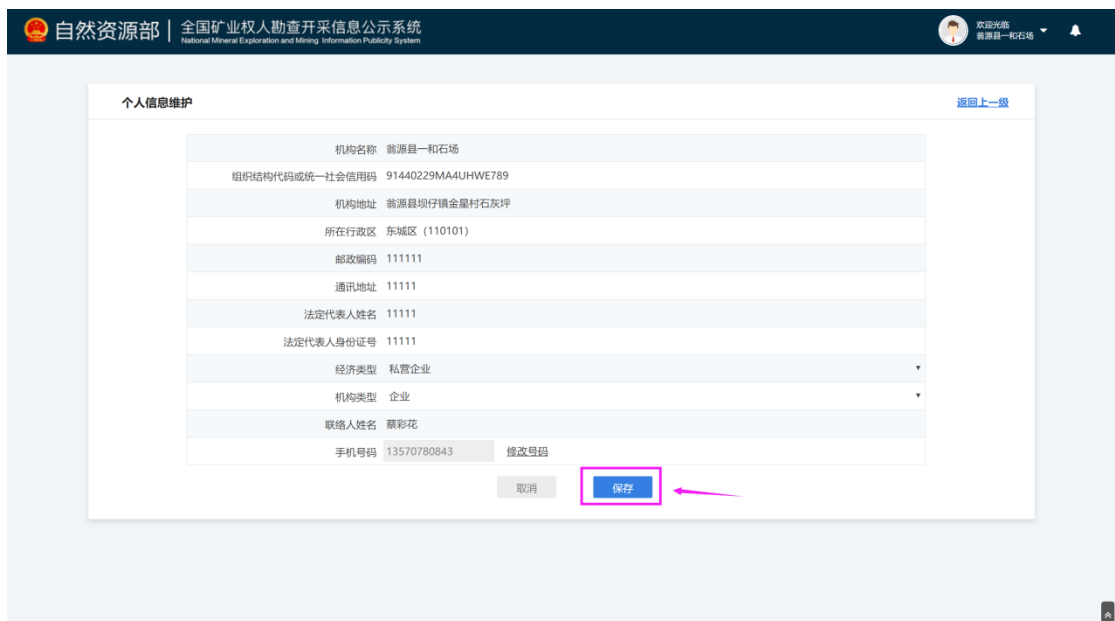 自然资源部 全国矿业权人勘查开采信息公示系统
National Mineral Exploration and Mining Information Publicity System
欢迎光临
翁源县一和石场
个人信息维护 返回上一级
机构名称 翁源县一和石场
组织结构代码或统一社会信用码 91440229MA4UHWE789
机构地址 翁源县坝仔镇金星村石灰坪
所在行政区 东城区（110101）
邮政编码 111111
通讯地址 11111
法定代表人姓名 11111
法定代表人身份证号 11111
经济类型 私营企业
机构类型 企业
联络人姓名 蔡彩花
手机号码 13570780843 修改号码
取消 保存